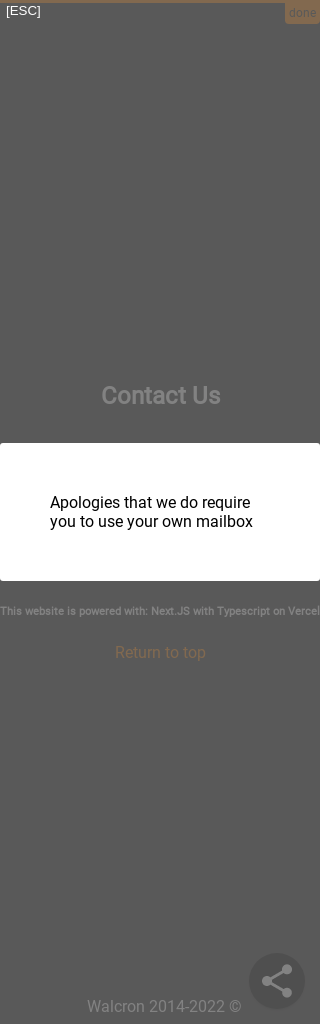 [ESC]
done
Contact Us
Apologies that we do require
you to use your own mailbox
This website is powered with: Next.JS with Typescript on Vercel
Return to top
Walcron 2014-2022 ©